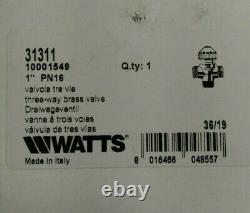 31311
10001549
1" PN16
Q.ty: 1
valvola tre vie
three-way brass valve
Dreiwegeventil
vanne à trois voies
válvula de tres vías
36/19
WATTS
Made in Italy
8 016466 048557